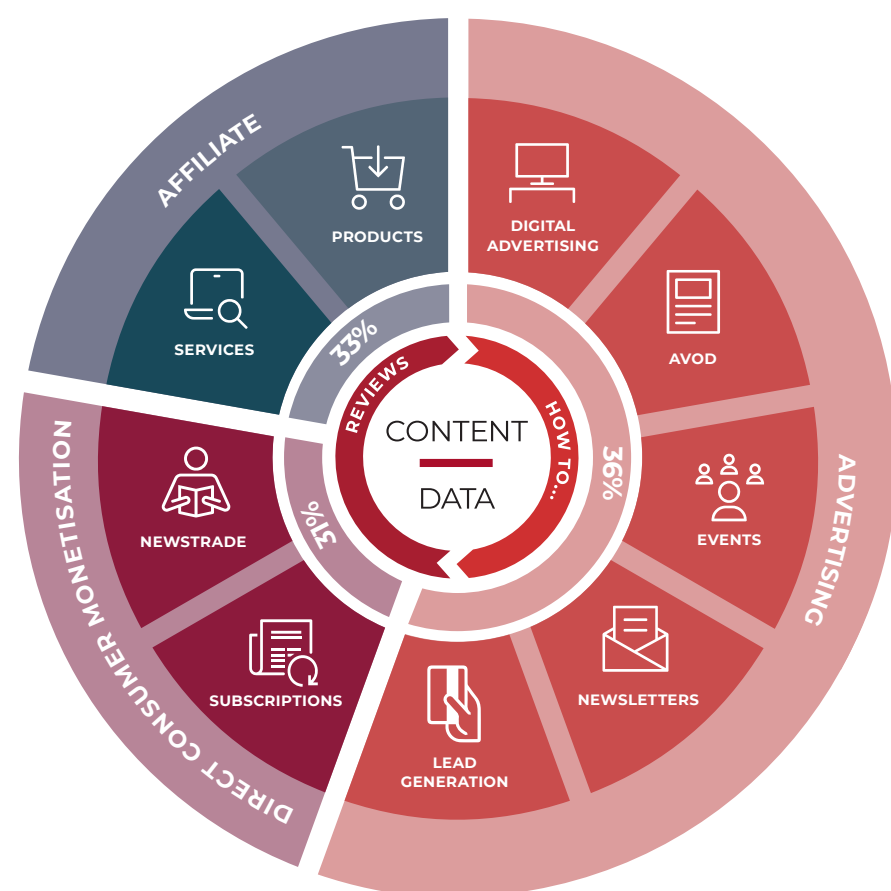 AFFILIATE
PRODUCTS
SERVICES
33%
DIGITAL
ADVERTISING
AVOD
EVENTS
NEWSLETTERS
LEAD
GENERATION
ADVERTISING
36%
NEWSTRADE
SUBSCRIPTIONS
DIRECT CONSUMER MONETISATION
31%
REVIEWS
HOW TO...
CONTENT
DATA